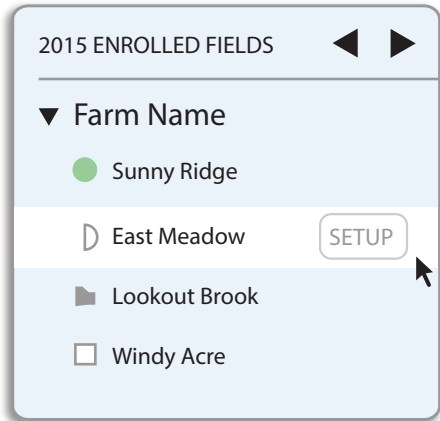 2015 ENROLLED FIELDS
Farm Name
Sunny Ridge
East Meadow SETUP
Lookout Brook
Windy Acre